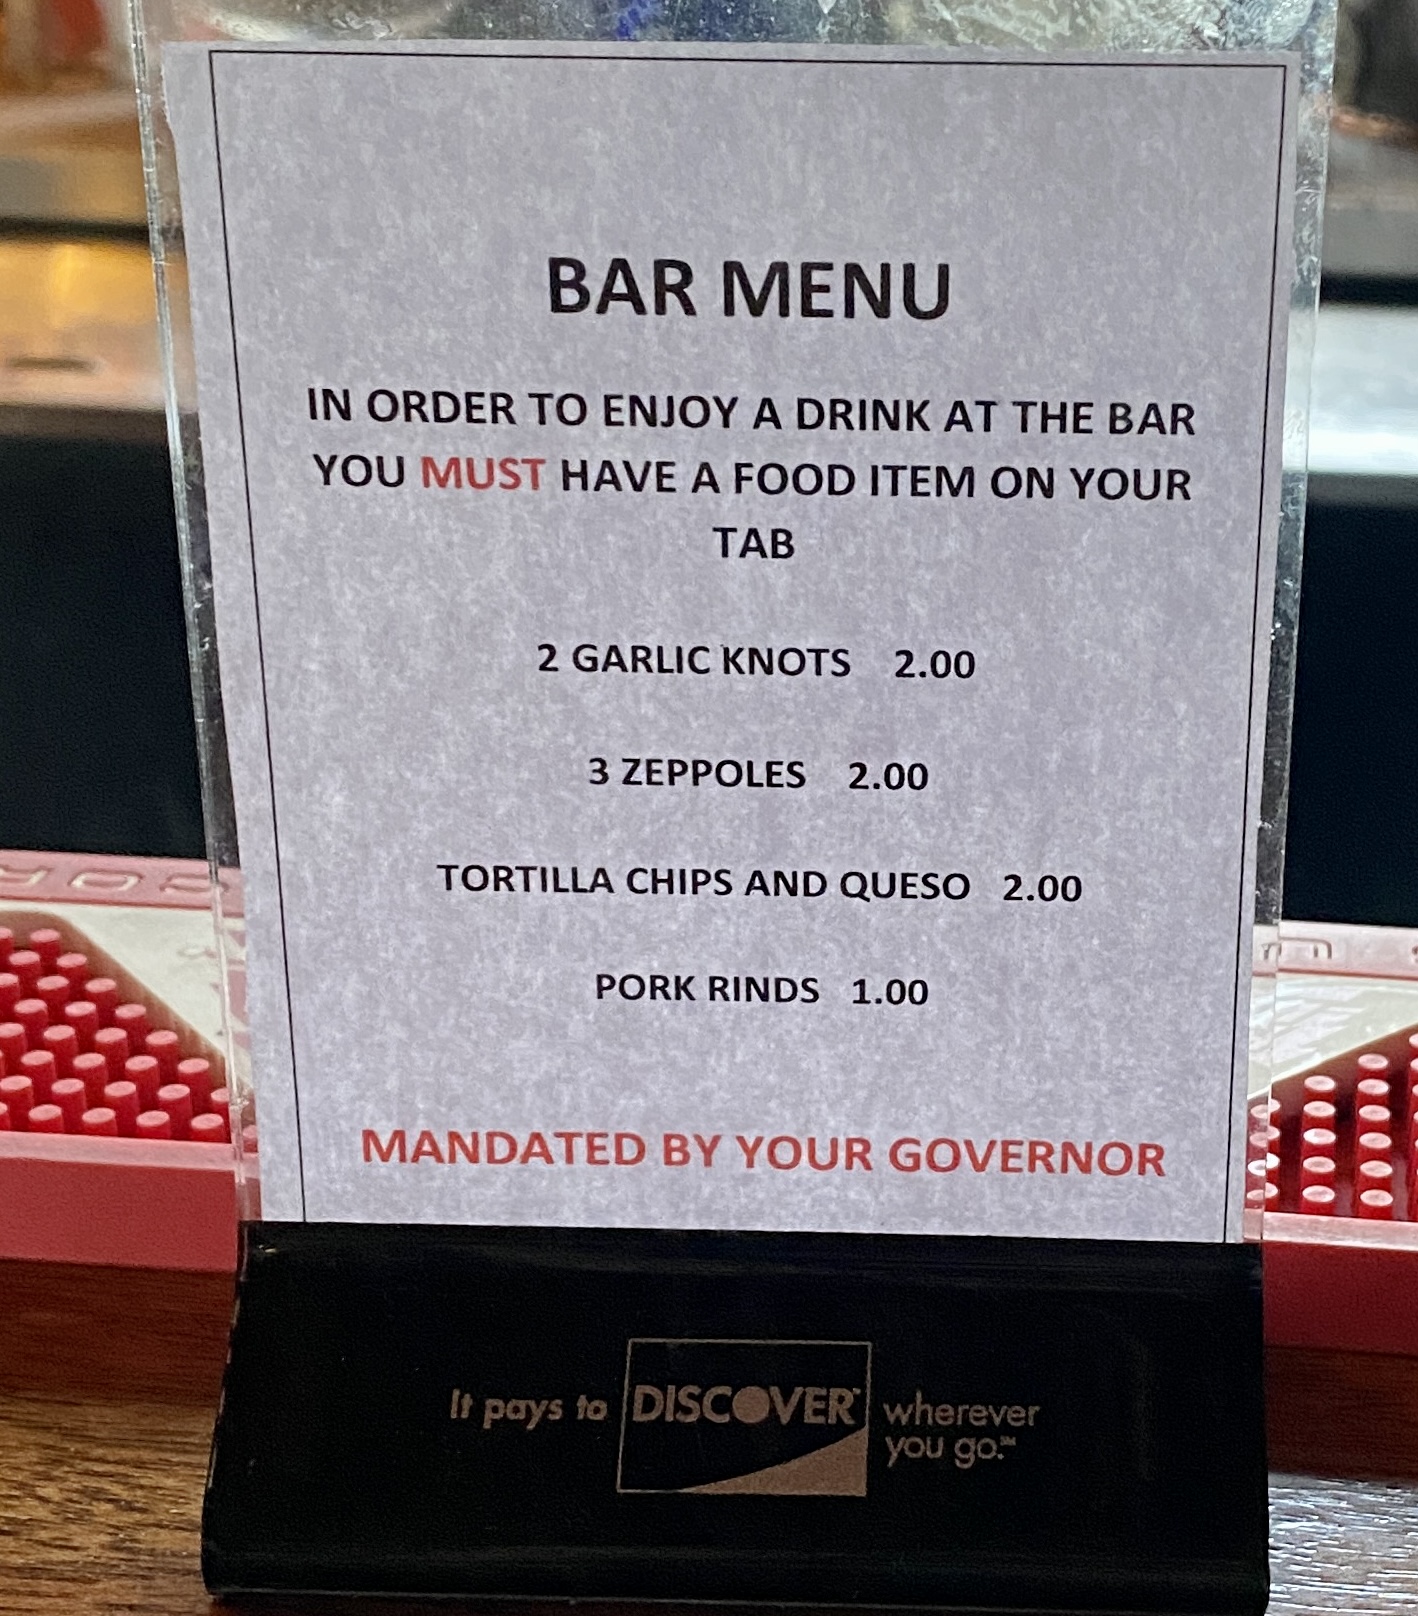 BAR MENU
IN ORDER TO ENJOY A DRINK AT THE BAR
YOU MUST HAVE A FOOD ITEM ON YOUR
TAB
2 GARLIC KNOTS 2.00
3 ZEPPOLES 2.00
TORTILLA CHIPS AND QUESO 2.00
PORK RINDS 1.00
MANDATED BY YOUR GOVERNOR
It pays to DISCOVER wherever
you go.℠